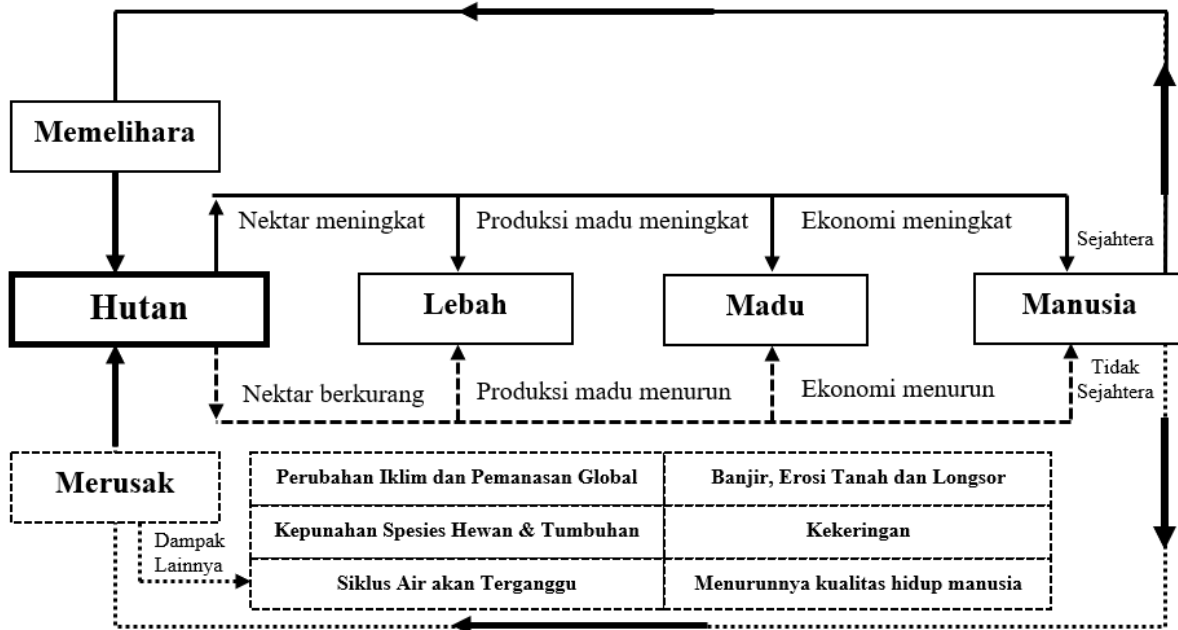 Memelihara
Nektar meningkat
Produksi madu meningkat
Ekonomi meningkat
Sejahtera
Hutan
Lebah
Madu
Manusia
Nektar berkurang
Produksi madu menurun
Ekonomi menurun
Tidak
Sejahtera
Merusak
Dampak
Lainnya
Perubahan Iklim dan Pemanasan Global
Banjir, Erosi Tanah dan Longsor
Kepunahan Spesies Hewan & Tumbuhan
Kekeringan
Siklus Air akan Terganggu
Menurunnya kualitas hidup manusia